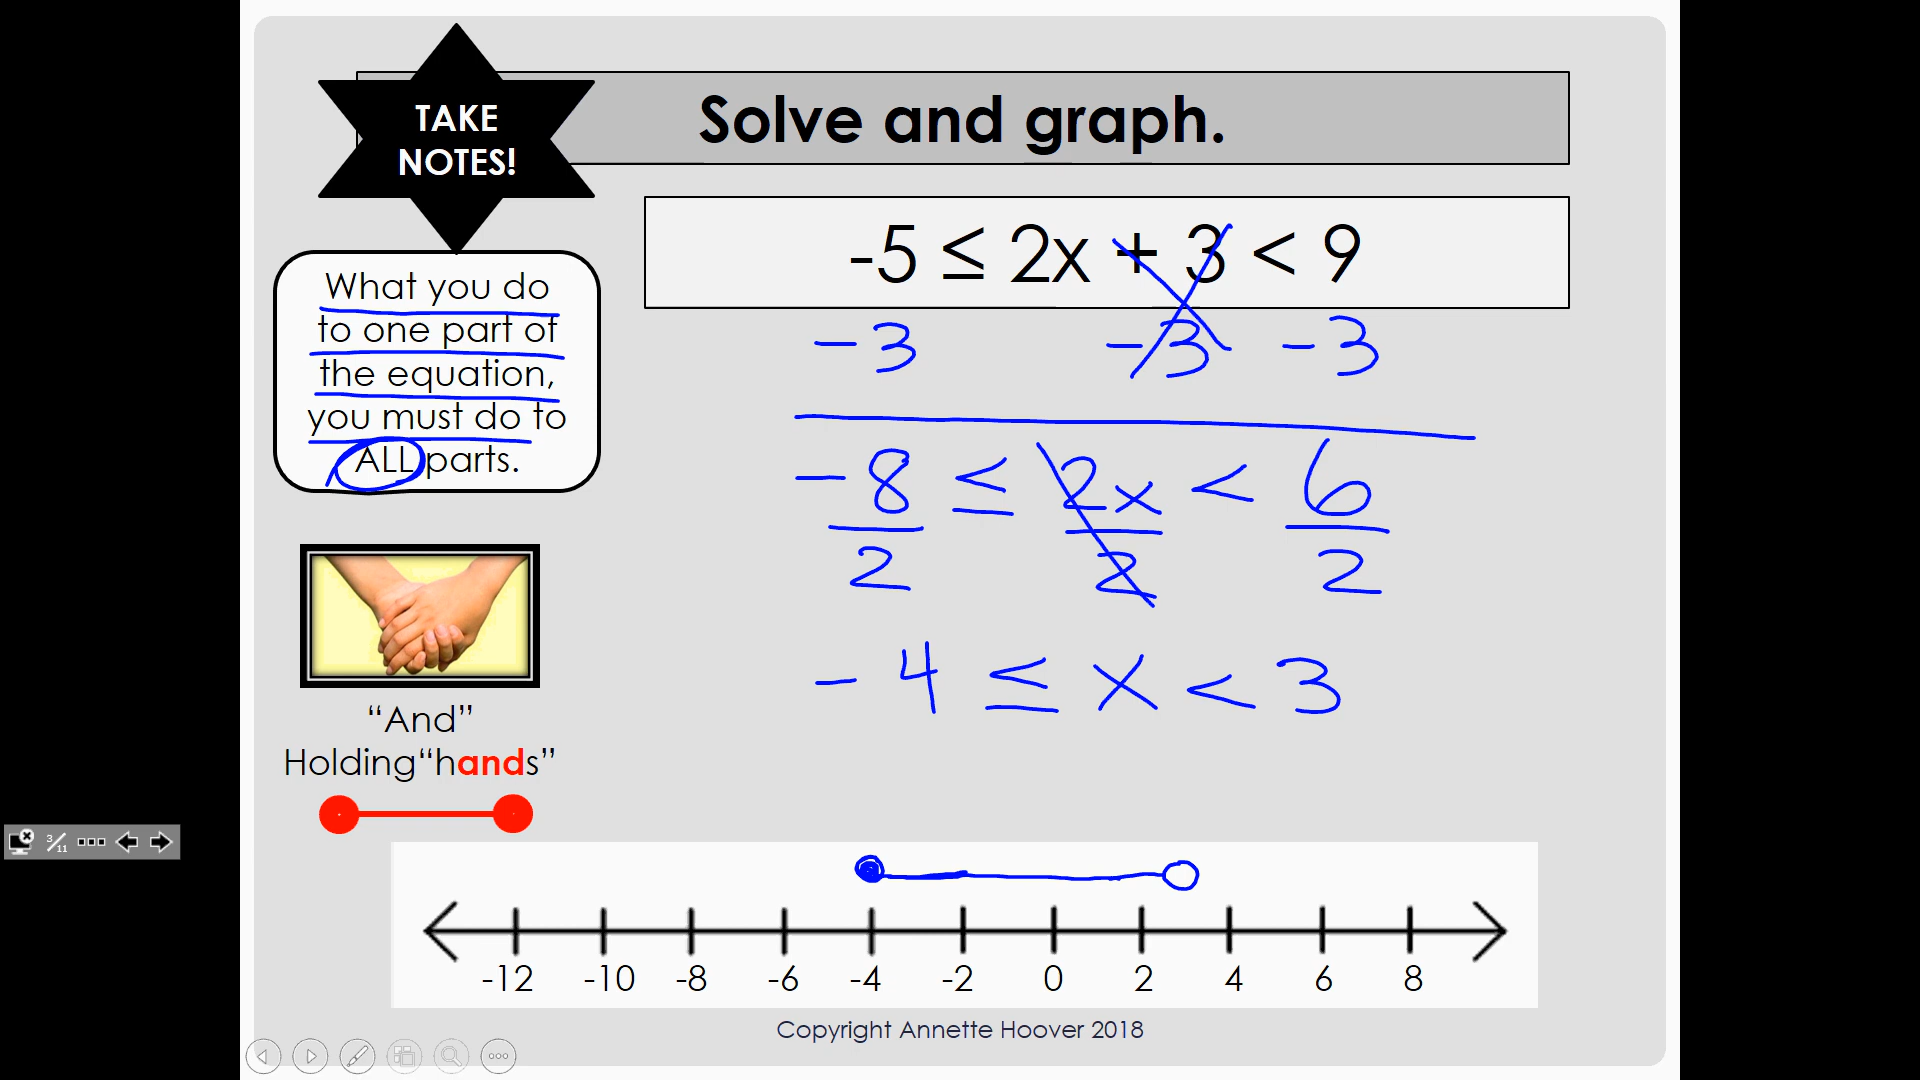 TAKE
NOTES!
Solve and graph.
-5 ≤ 2x + 3 < 9
What you do
to one part of
the equation,
you must do to
ALL parts.
-3 -3 -3
-8 ≤ 2x < 6
2 2 2
-4 ≤ x < 3
“And”
Holding“hands”
3/11
-12 -10 -8 -6 -4 -2 0 2 4 6 8
Copyright Annette Hoover 2018